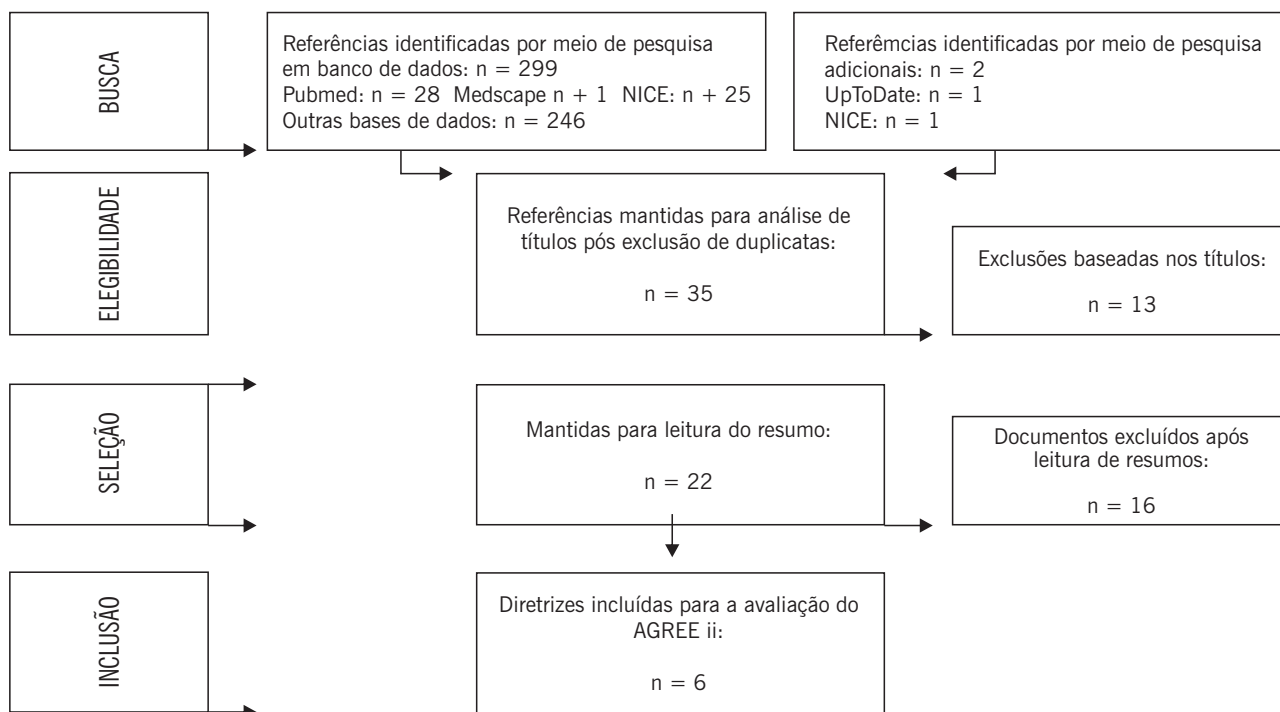 BUSCA
Referências identificadas por meio de pesquisa
em banco de dados: n = 299
Pubmed: n = 28 Medscape n + 1 NICE: n + 25
Outras bases de dados: n = 246
Referêmcias identificadas por meio de pesquisa
adicionais: n = 2
UpToDate: n = 1
NICE: n = 1
ELEGIBILIDADE
Referências mantidas para análise de
títulos pós exclusão de duplicatas:
n = 35
Exclusões baseadas nos títulos:
n = 13
SELEÇÃO
Mantidas para leitura do resumo:
n = 22
Documentos excluídos após
leitura de resumos:
n = 16
INCLUSÃO
Diretrizes incluídas para a avaliação do
AGREE ii:
n = 6